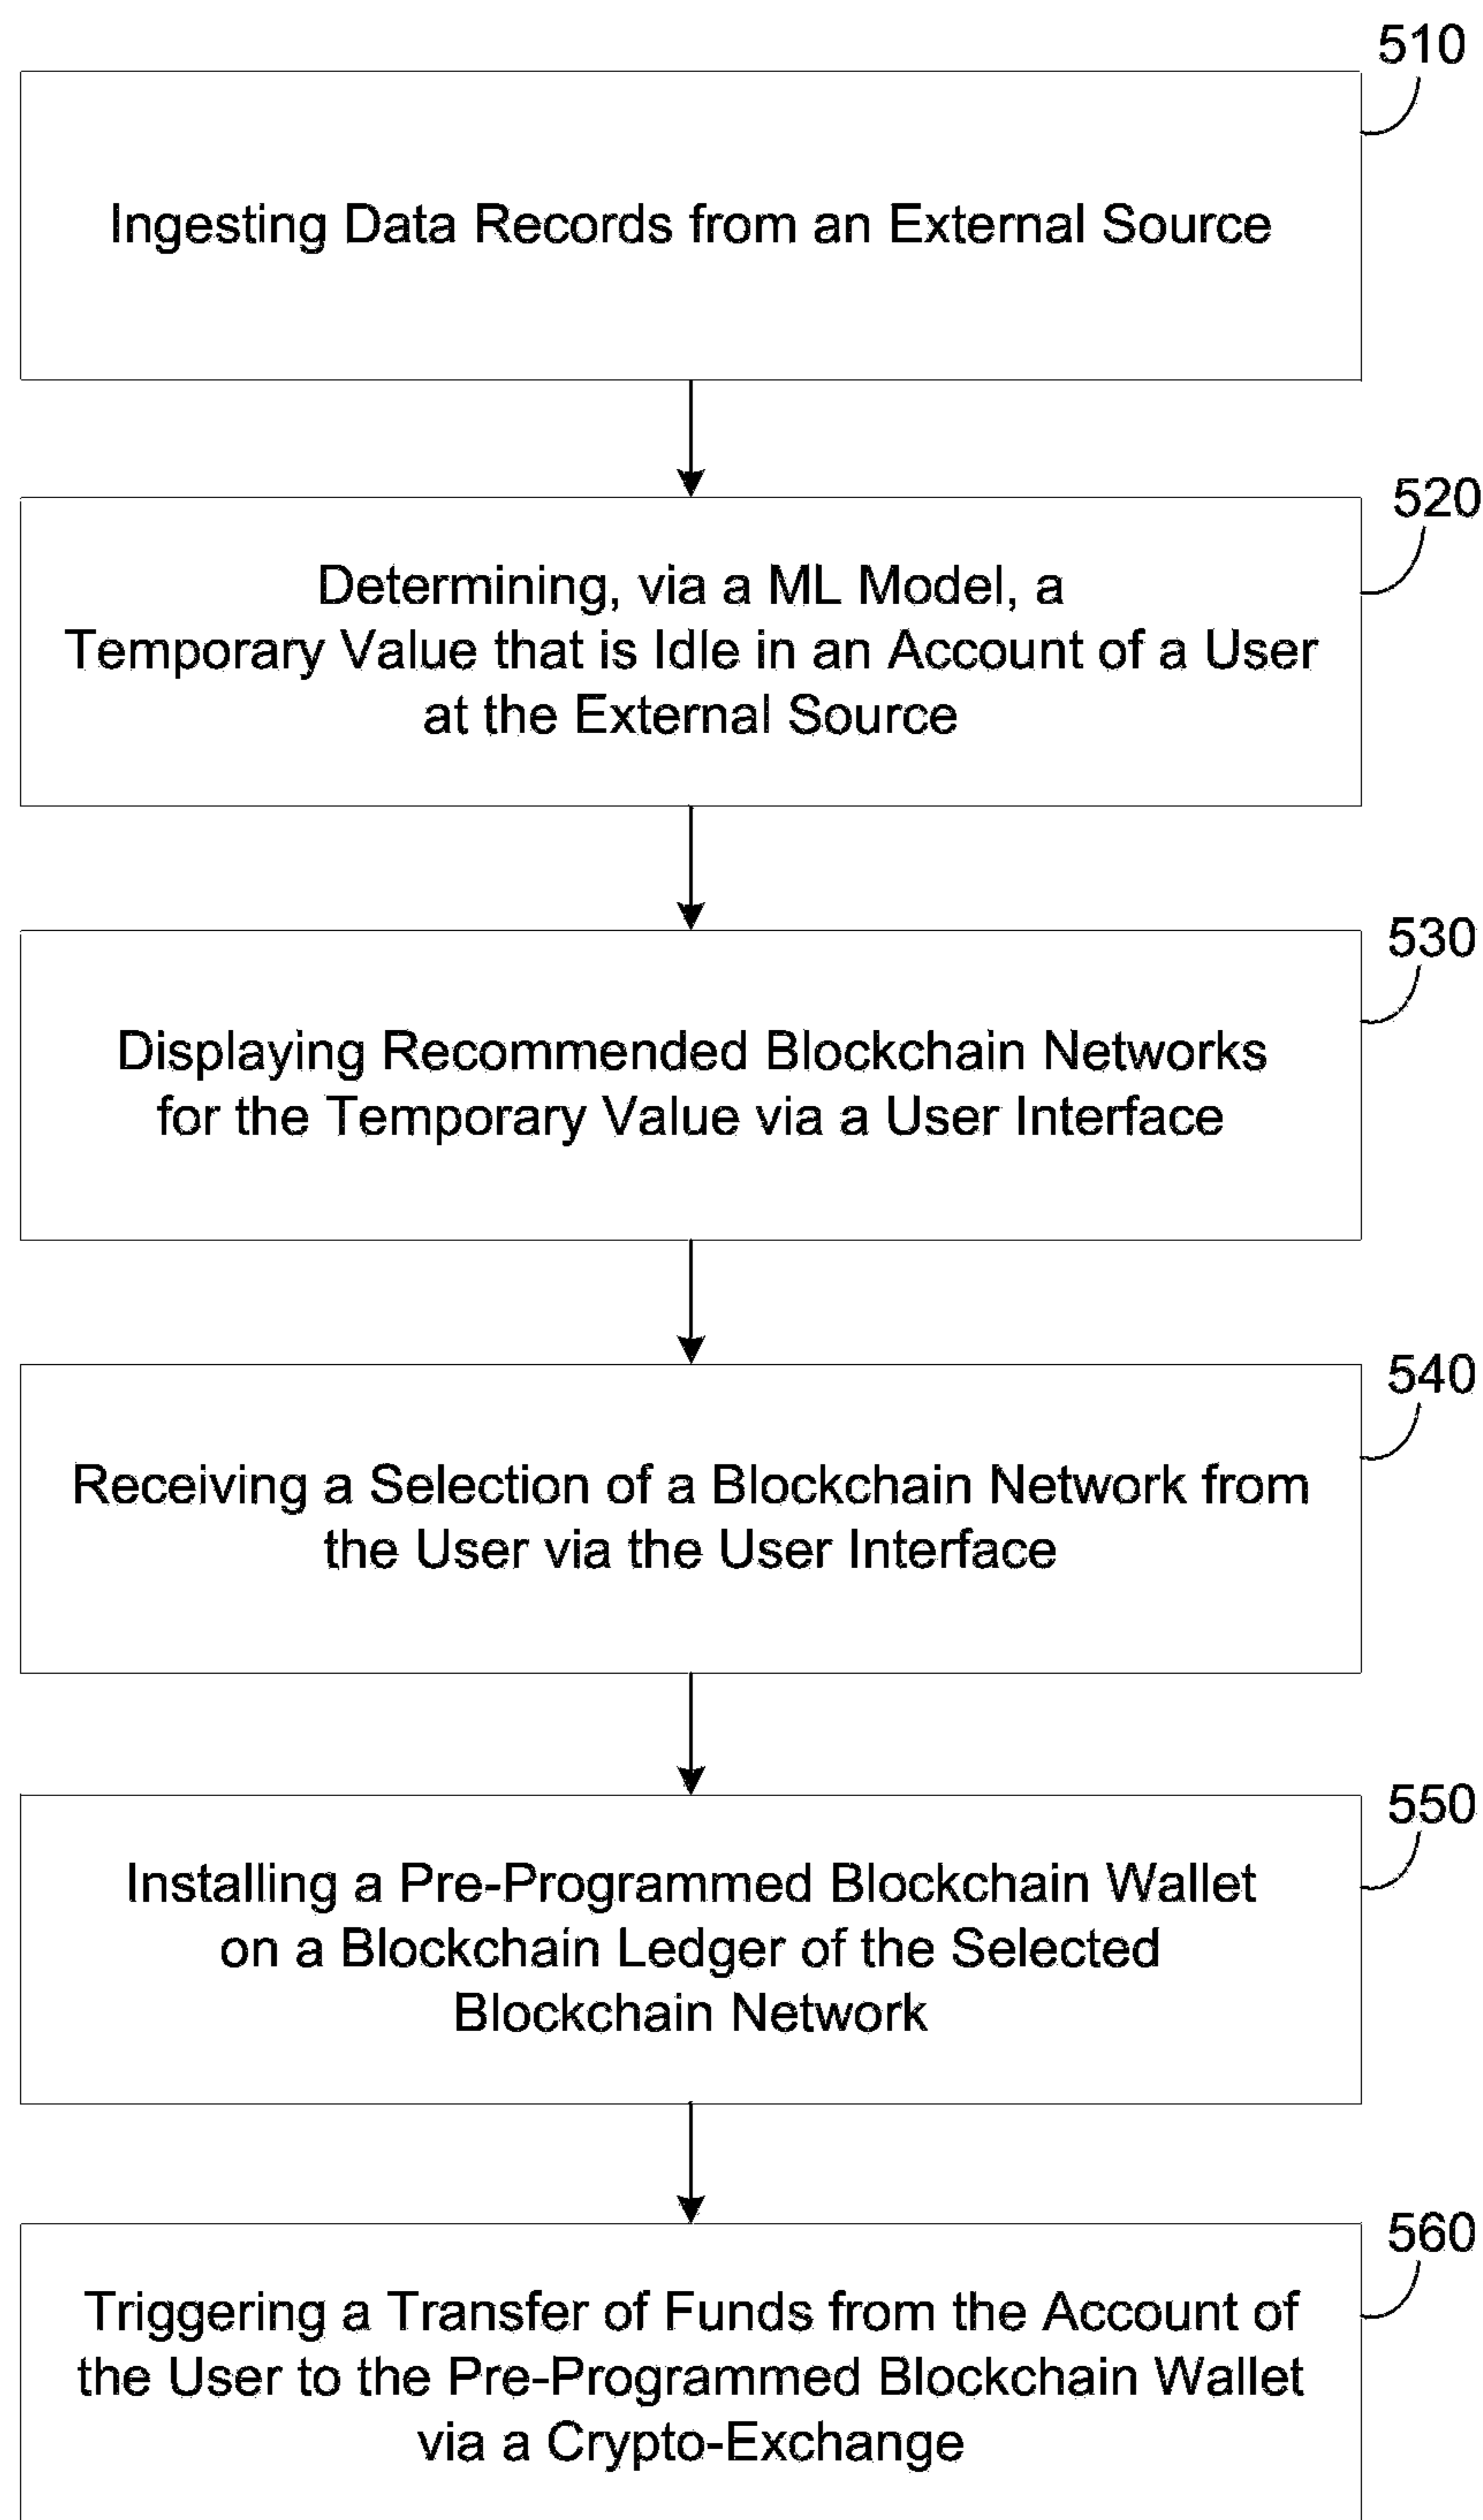 510
Ingesting Data Records from an External Source
520
Determining, via a ML Model, a
Temporary Value that is Idle in an Account of a User
at the External Source
530
Displaying Recommended Blockchain Networks
for the Temporary Value via a User Interface
540
Receiving a Selection of a Blockchain Network from
the User via the User Interface
550
Installing a Pre-Programmed Blockchain Wallet
on a Blockchain Ledger of the Selected
Blockchain Network
560
Triggering a Transfer of Funds from the Account of
the User to the Pre-Programmed Blockchain Wallet
via a Crypto-Exchange